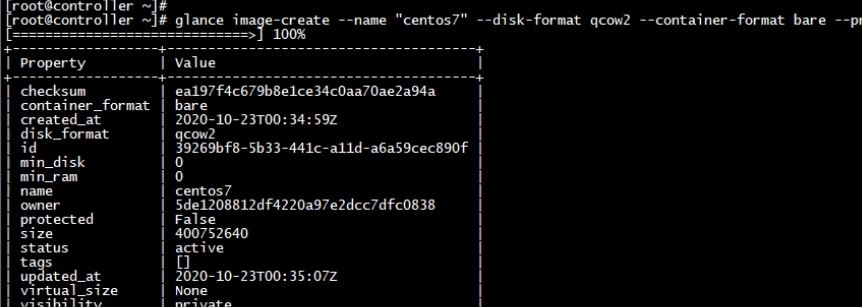 [root@controller ~]#
[root@controller ~]# glance image-create --name "centos7" --disk-format qcow2 --container-format bare --pr
[=============================>] 100%
+------------------+--------------------------------------+
| Property         | Value                                |
+------------------+--------------------------------------+
| checksum         | ea197f4c679b8e1ce34c0aa70ae2a94a     |
| container_format | bare                                 |
| created_at       | 2020-10-23T00:34:59Z                 |
| disk_format      | qcow2                                |
| id               | 39269bf8-5b33-441c-a11d-a6a59cec890f |
| min_disk         | 0                                    |
| min_ram          | 0                                    |
| name             | centos7                              |
| owner            | 5de1208812df4220a97e2dcc7dfc0838     |
| protected        | False                                |
| size             | 400752640                            |
| status           | active                               |
| tags             | []                                   |
| updated_at       | 2020-10-23T00:35:07Z                 |
| virtual_size     | None                                 |
| visibility       | private                              |